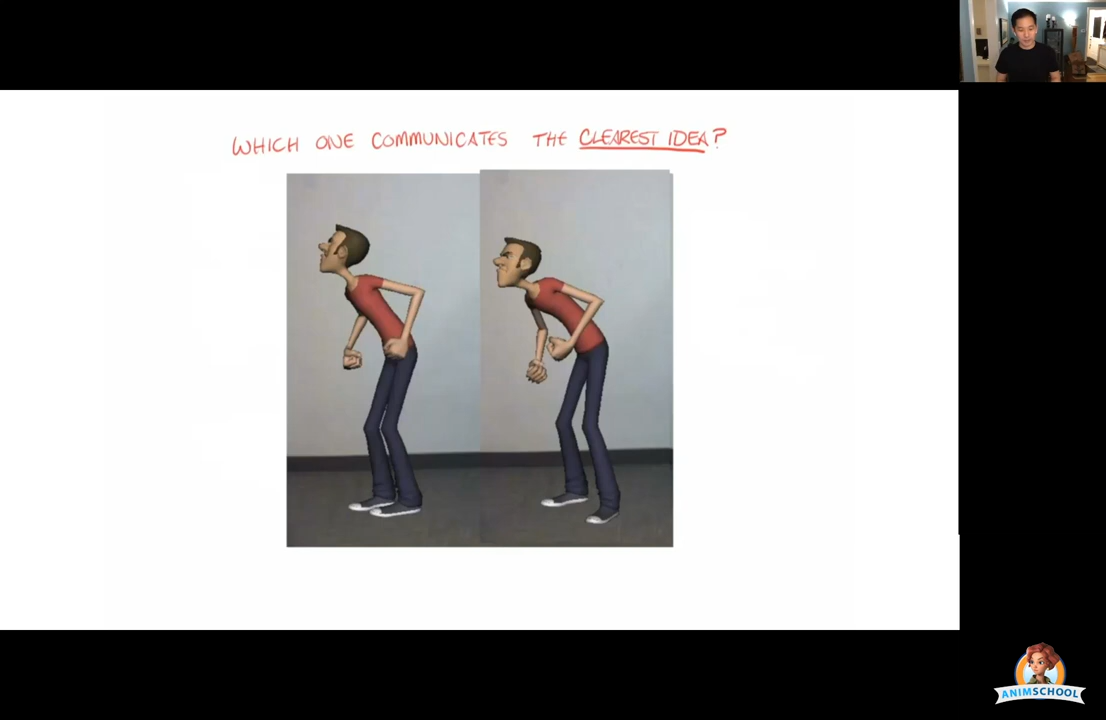 WHICH ONE COMMUNICATES THE CLEAREST IDEA?
ANIMSCHOOL